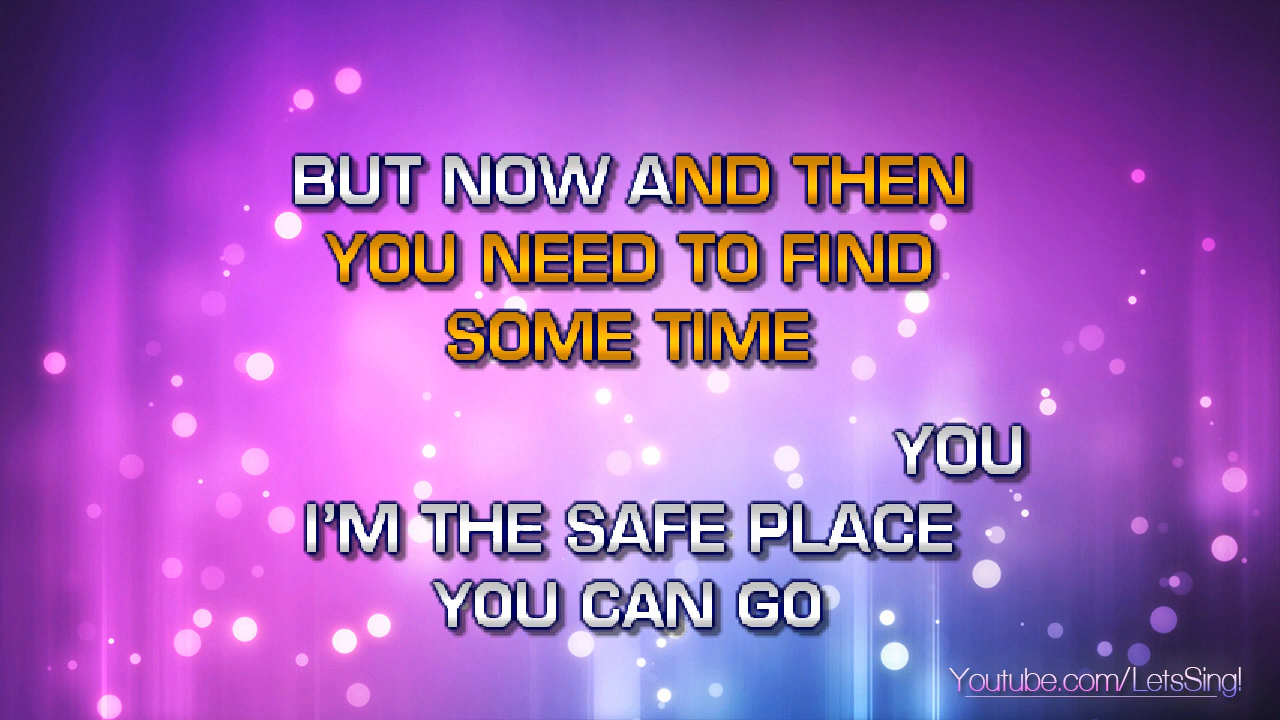 BUT NOW AND THEN
YOU NEED TO FIND
SOME TIME
YOU
I'M THE SAFE PLACE
YOU CAN GO
Youtube.com/LetsSing!